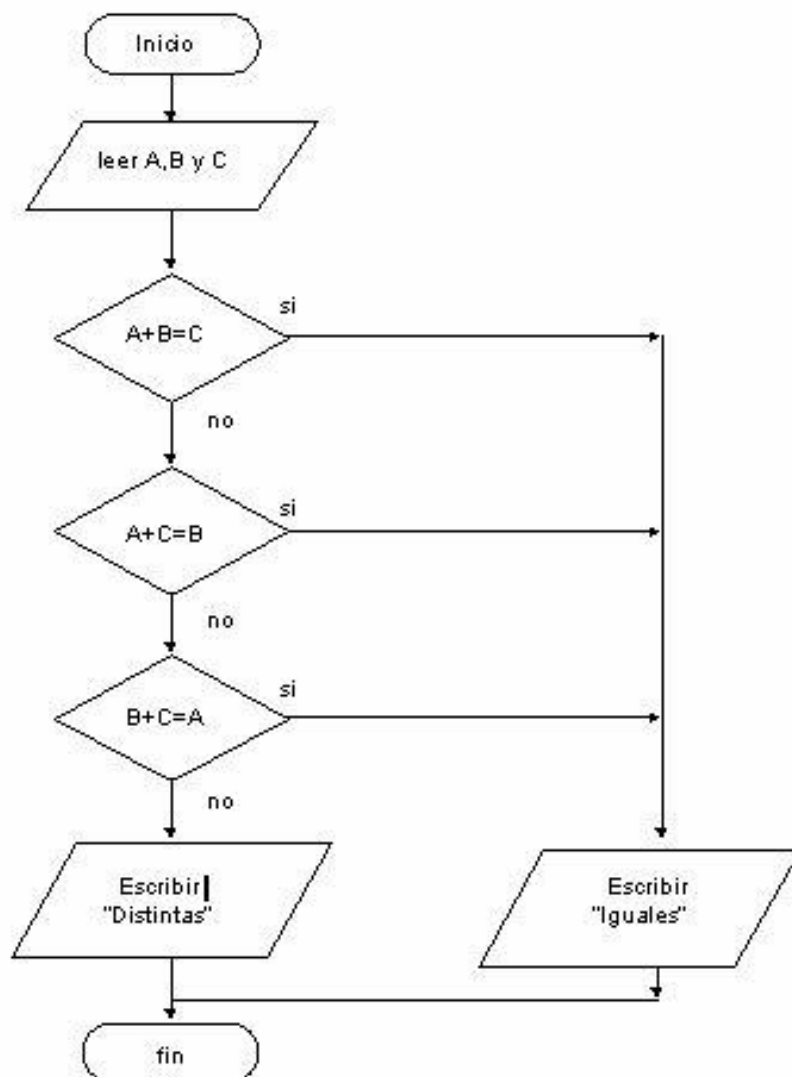 Inicio
leer A,B y C
si
A+B=C
no
si
A+C=B
no
si
B+C=A
no
Escribir
"Distintas"
Escribir
"Iguales"
fin